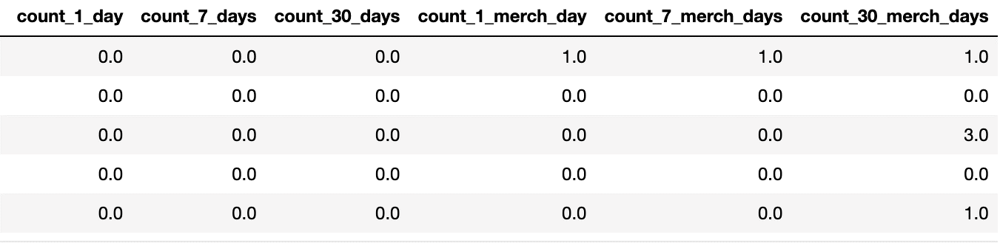 count_1_day count_7_days count_30_days count_1_merch_day count_7_merch_days count_30_merch_days
0.0 0.0 0.0 1.0 1.0 1.0
0.0 0.0 0.0 0.0 0.0 0.0
0.0 0.0 0.0 0.0 0.0 3.0
0.0 0.0 0.0 0.0 0.0 0.0
0.0 0.0 0.0 0.0 0.0 1.0